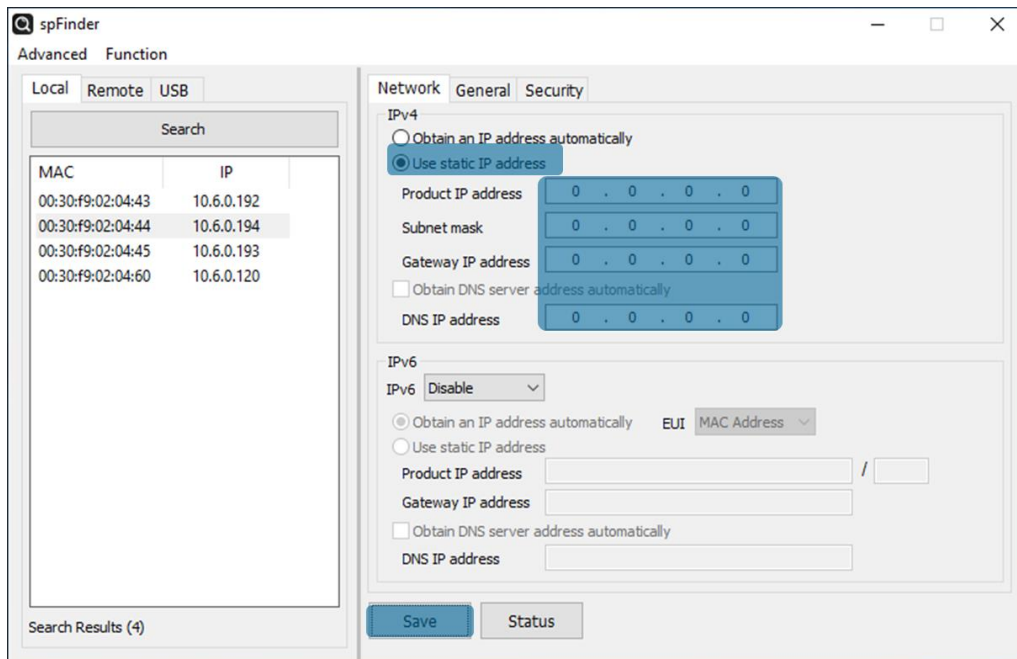 spFinder
Advanced Function
Local Remote USB
Search
MAC IP
00:30:f9:02:04:43 10.6.0.192
00:30:f9:02:04:44 10.6.0.194
00:30:f9:02:04:45 10.6.0.193
00:30:f9:02:04:60 10.6.0.120
Search Results (4)
Network General Security
IPv4
Obtain an IP address automatically
Use static IP address
Product IP address 0 . 0 . 0 . 0
Subnet mask 0 . 0 . 0 . 0
Gateway IP address 0 . 0 . 0 . 0
Obtain DNS server address automatically
DNS IP address 0 . 0 . 0 . 0
IPv6
IPv6 Disable
Obtain an IP address automatically EUI MAC Address
Use static IP address
Product IP address /
Gateway IP address
Obtain DNS server address automatically
DNS IP address
Save Status